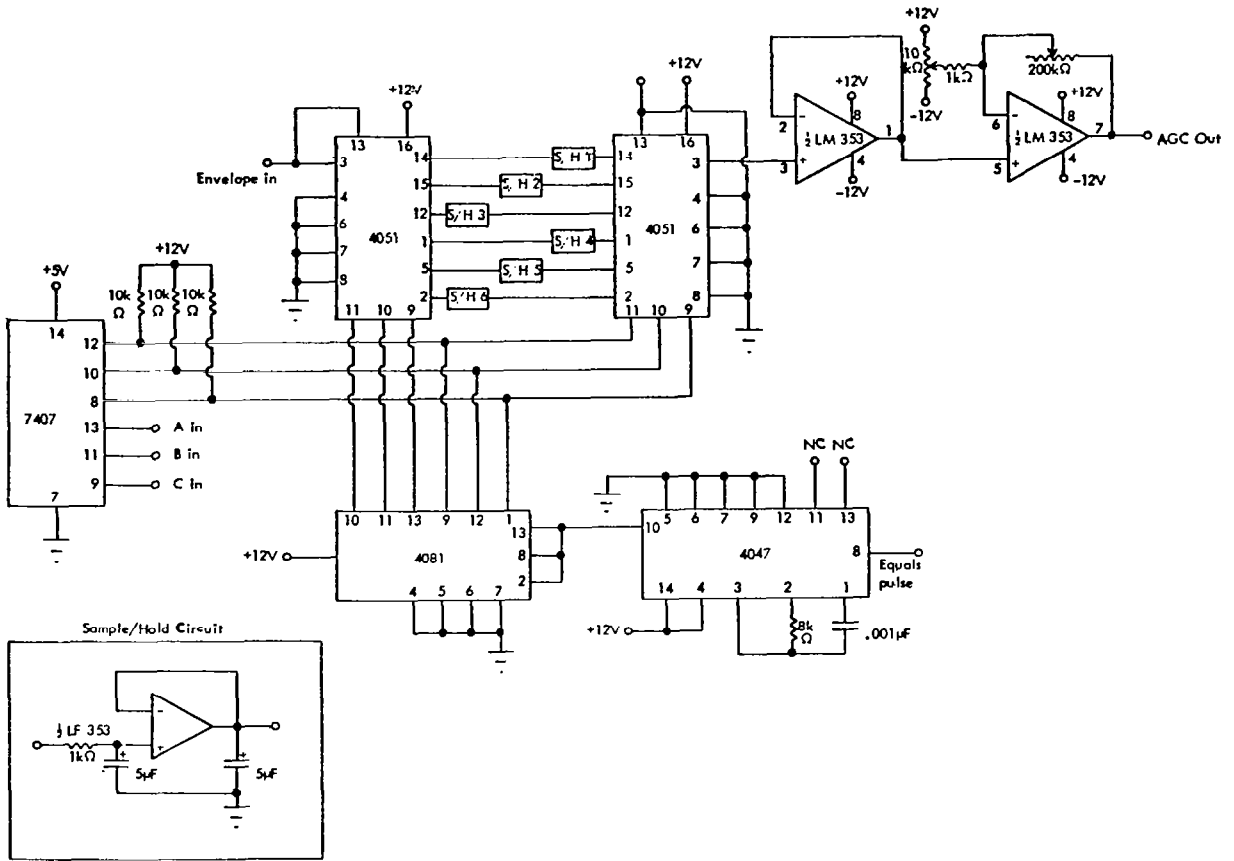 +12V
10 kΩ
1kΩ
-12V
200kΩ
+12V
8
2
-
½ LM 353
1
3
+
4
-12V
+12V
8
6
-
½ LM 353
7
5
+
4
-12V
AGC Out
+12V
13
16
3
Envelope in
4
6
7
8
4051
14
15
12
1
5
2
11
10
9
S/H 1
S/H 2
S/H 3
S/H 4
S/H 5
S/H 6
+12V
13
16
14
15
12
1
5
2
4051
3
4
6
7
8
11
10
9
+5V
+12V
10k Ω
10k Ω
10k Ω
14
12
10
8
7407
13
A in
11
B in
9
C in
7
10
11
13
9
12
1
+12V
4081
13
8
2
4
5
6
7
NC
NC
5
6
7
9
12
11
13
10
4047
8
Equals
pulse
14
4
3
2
1
+12V
8k Ω
.001µF
Sample/Hold Circuit
½ LF 353
1kΩ
-
+
+
5µF
+
5µF